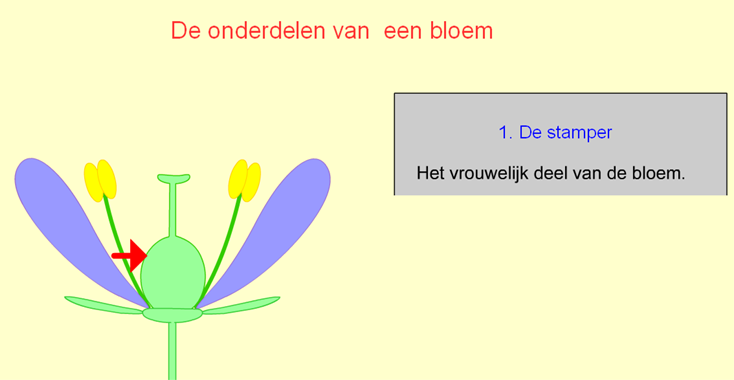 De onderdelen van  een bloem
1. De stamper
Het vrouwelijk deel van de bloem.